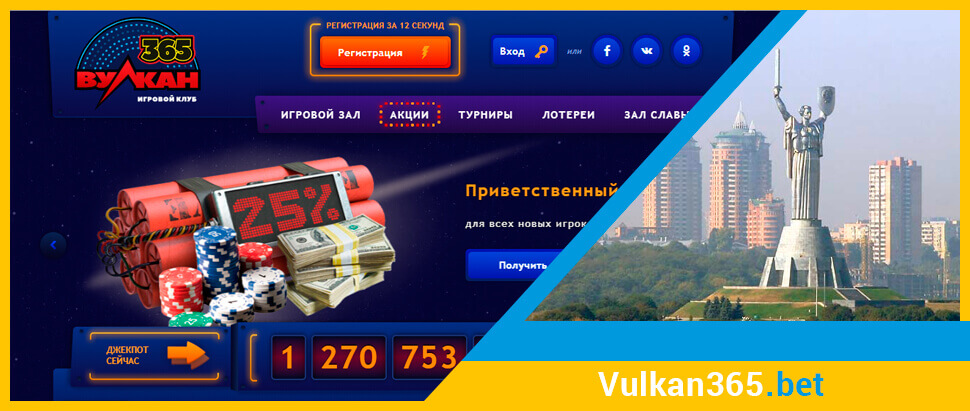 РЕГИСТРАЦИЯ ЗА 12 СЕКУНД
365
ВУЛКАН
ИГРОВОЙ КЛУБ
Регистрация
Вход
или
ИГРОВОЙ ЗАЛ АКЦИИ ТУРНИРЫ ЛОТЕРЕИ ЗАЛ СЛАВЫ
25%
Приветственный
для всех новых игрок
Получить
ДЖЕКПОТ
СЕЙЧАС
1 270 753
Vulkan365.bet